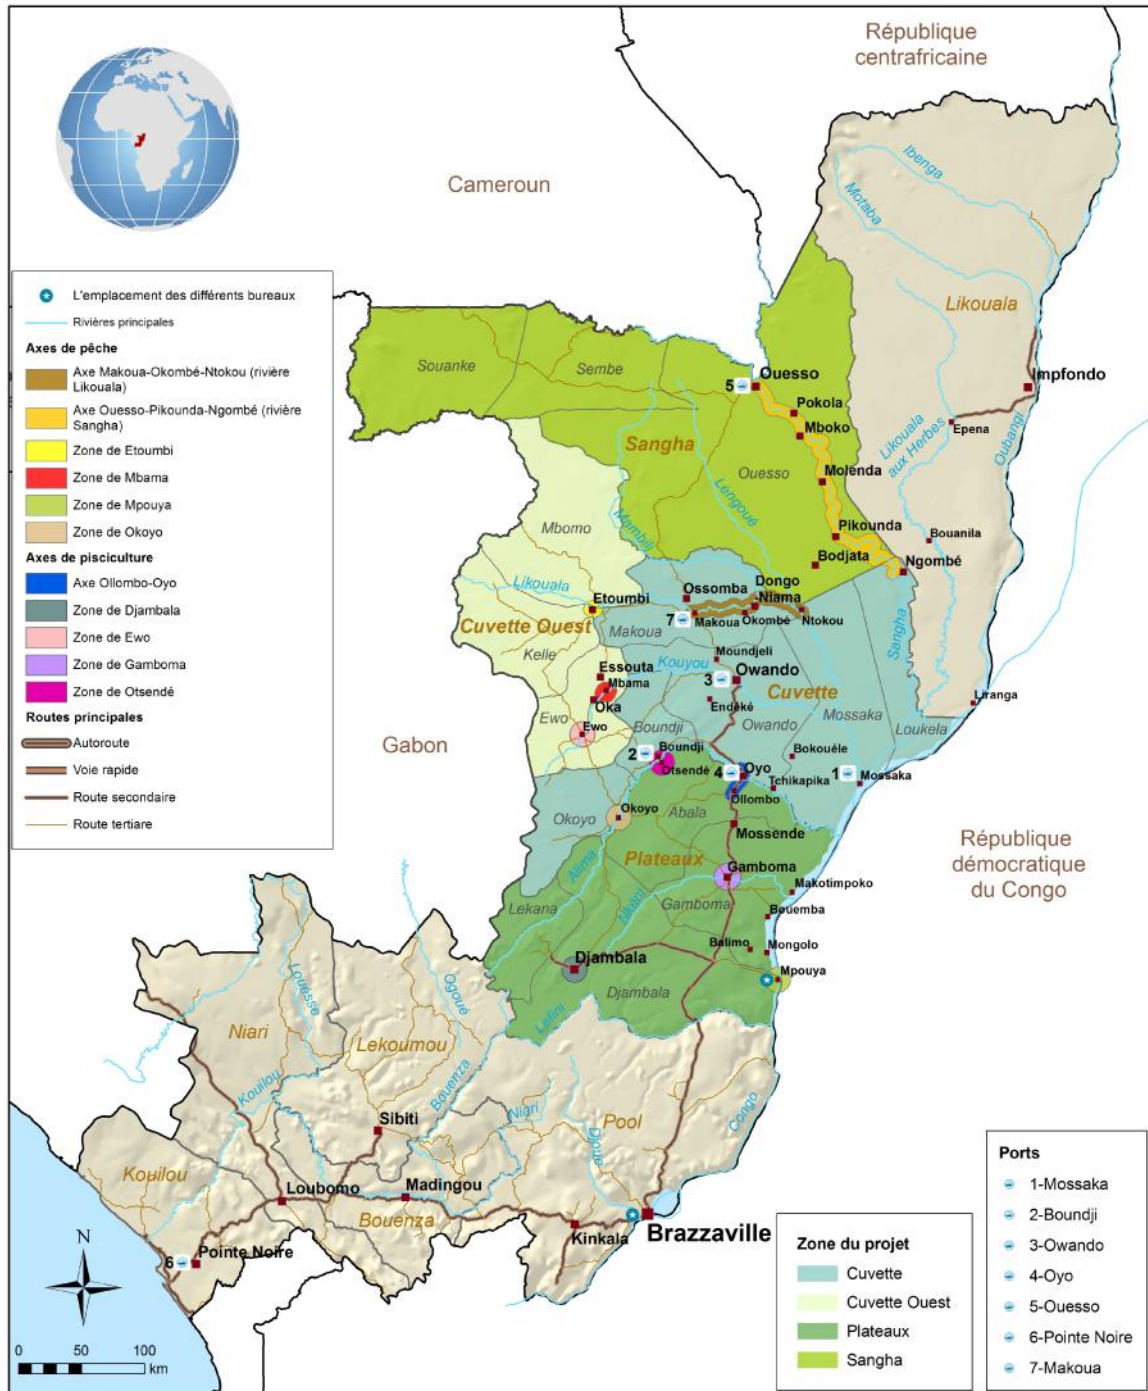 République
centrafricaine
Cameroun
Ibenga
Motaba
Likouala
Impfondo
Epena
Likouala
aux Herbes
Oubangi
Bouanila
L'emplacement des différents bureaux
Rivières principales
Axes de pêche
Axe Makoua-Okombé-Ntokou (rivière
Likouala)
Axe Ouesso-Pikounda-Ngombé (rivière
Sangha)
Zone de Etoumbi
Zone de Mbama
Zone de Mpouya
Zone de Okoyo
Axes de pisciculture
Axe Ollombo-Oyo
Zone de Djambala
Zone de Ewo
Zone de Gamboma
Zone de Otsendé
Routes principales
Autoroute
Voie rapide
Route secondaire
Route tertiaire
Souanke
Sembe
5
Ouesso
Pokola
Mboko
Sangha
Ouesso
Molenda
Lengoué
Pikounda
Mambili
Mbomo
Bodjata
Ngombé
Likouala
Etoumbi
Ossomba
Dongo
Niama
7
Makoua
Okombé
Ntokou
Sangha
Cuvette Ouest
Makoua
Kelle
Moundjeli
Essouta
Kouyou
Mbama
3
Owando
Cuvette
Oka
Endéké
Liranga
Ewo
Ewo
Boundji
Owando
Mossaka
Loukela
Gabon
2
Boundji
Otsendé
Bokouéle
4
Oyo
Tchikapika
1
Mossaka
Ollombo
Okoyo
Okoyo
Abala
Mossende
République
démocratique
du Congo
Alima
Plateaux
Gamboma
Makotimpoko
Nkéni
Lekana
Gamboma
Bouemba
Balimo
Mongolo
Djambala
Mpouya
Djambala
Lefini
Louesse
Ogoué
Niari
Lekoumou
Kouilou
Bouenza
Niari
Pool
Congo
Sibiti
Djoue
Kouilou
Loubomo
Madingou
Bouenza
Kinkala
Brazzaville
6
Pointe Noire
N
0
50
100
km
Zone du projet
Cuvette
Cuvette Ouest
Plateaux
Sangha
Ports
1-Mossaka
2-Boundji
3-Owando
4-Oyo
5-Ouesso
6-Pointe Noire
7-Makoua